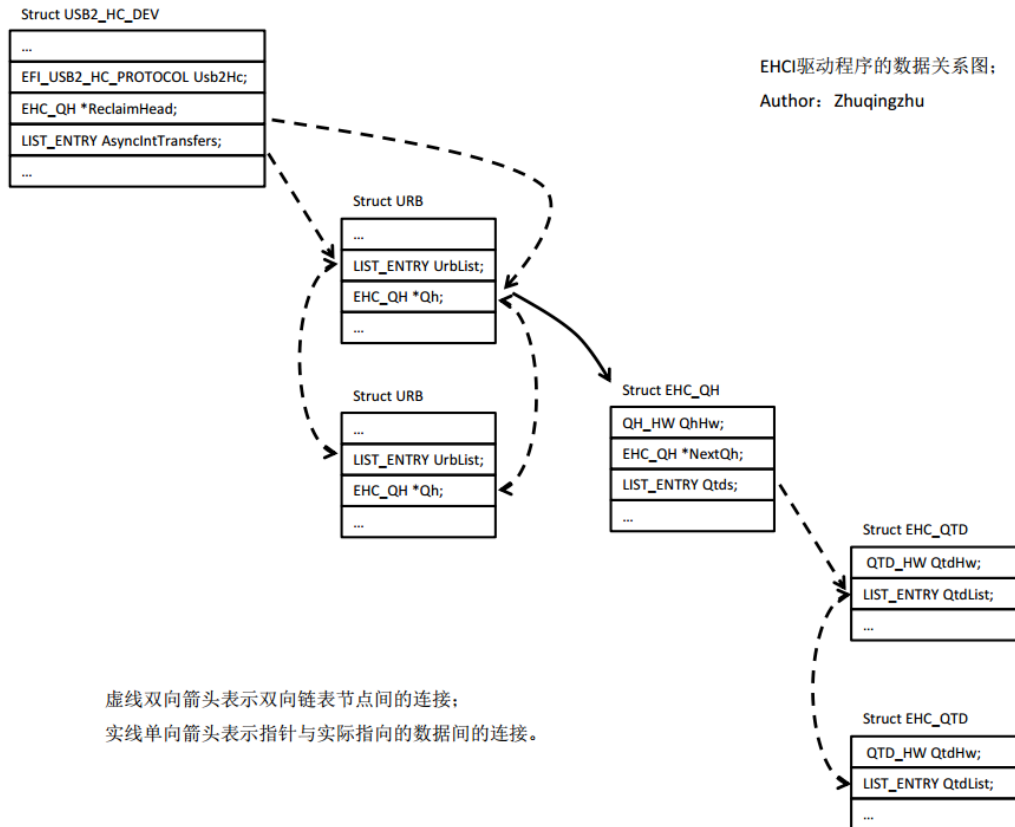 Struct USB2_HC_DEV
...
EFI_USB2_HC_PROTOCOL Usb2Hc;
EHC_QH *ReclaimHead;
LIST_ENTRY AsyncIntTransfers;
...
EHCI驱动程序的数据关系图；
Author：Zhuqingzhu
Struct URB
...
LIST_ENTRY UrbList;
EHC_QH *Qh;
...
Struct URB
...
LIST_ENTRY UrbList;
EHC_QH *Qh;
...
Struct EHC_QH
QH_HW QhHw;
EHC_QH *NextQh;
LIST_ENTRY Qtds;
...
Struct EHC_QTD
QTD_HW QtdHw;
LIST_ENTRY QtdList;
...
Struct EHC_QTD
QTD_HW QtdHw;
LIST_ENTRY QtdList;
...
虚线双向箭头表示双向链表节点间的连接；
实线单向箭头表示指针与实际指向的数据间的连接。